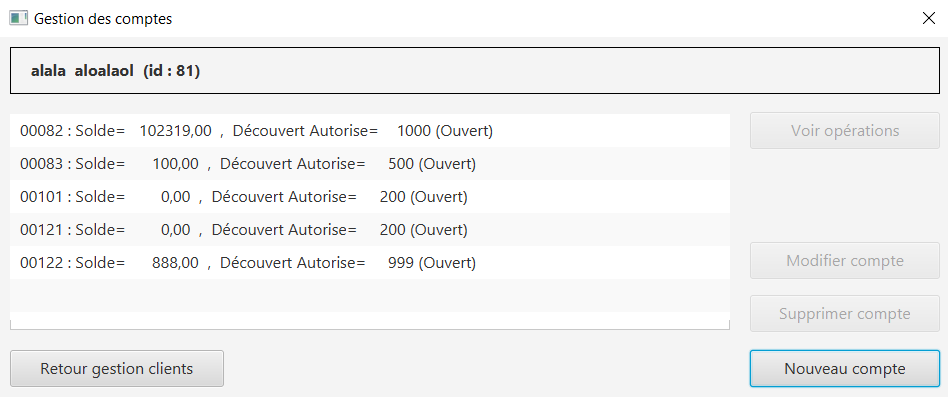 Gestion des comptes
alala aloalaol (id : 81)
00082 : Solde= 102319,00 , Découvert Autorise= 1000 (Ouvert)
00083 : Solde= 100,00 , Découvert Autorise= 500 (Ouvert)
00101 : Solde= 0,00 , Découvert Autorise= 200 (Ouvert)
00121 : Solde= 0,00 , Découvert Autorise= 200 (Ouvert)
00122 : Solde= 888,00 , Découvert Autorise= 999 (Ouvert)
Voir opérations
Modifier compte
Supprimer compte
Retour gestion clients
Nouveau compte